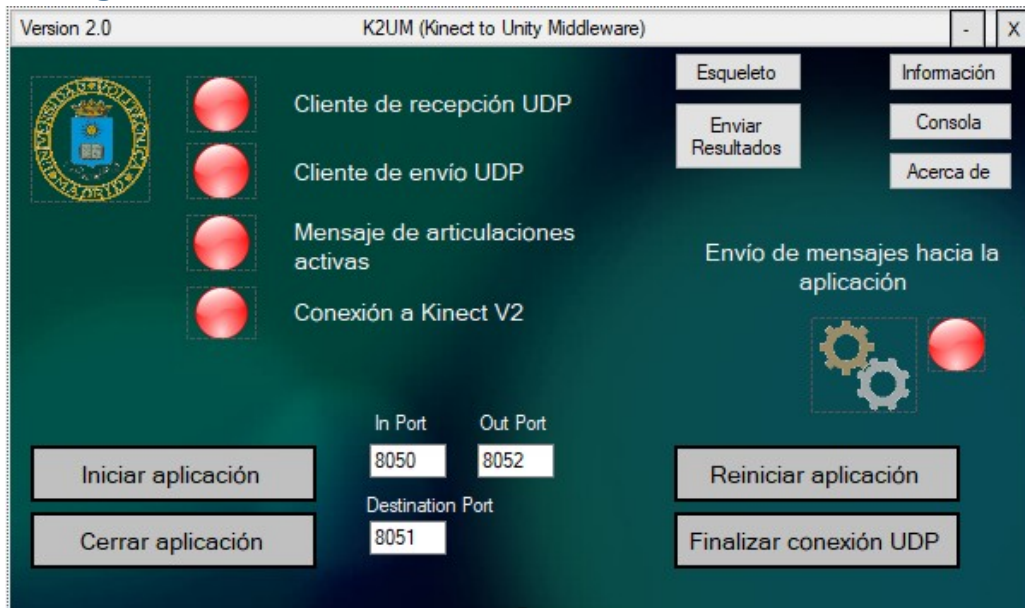 Version 2.0
K2UM (Kinect to Unity Middleware)
-
X
Cliente de recepción UDP
Cliente de envío UDP
Mensaje de articulaciones
activas
Conexión a Kinect V2
Esqueleto
Enviar
Resultados
Información
Consola
Acerca de
Envío de mensajes hacia la
aplicación
In Port
Out Port
8050
8052
Destination Port
8051
Iniciar aplicación
Cerrar aplicación
Reiniciar aplicación
Finalizar conexión UDP